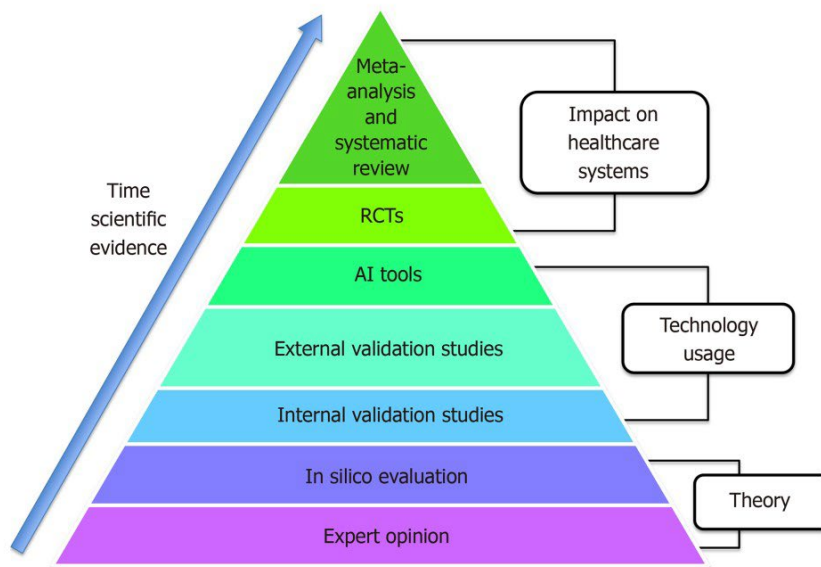 Meta-
analysis
and
systematic
review
RCTs
AI tools
External validation studies
Internal validation studies
In silico evaluation
Expert opinion
Time
scientific
evidence
Impact on
healthcare
systems
Technology
usage
Theory